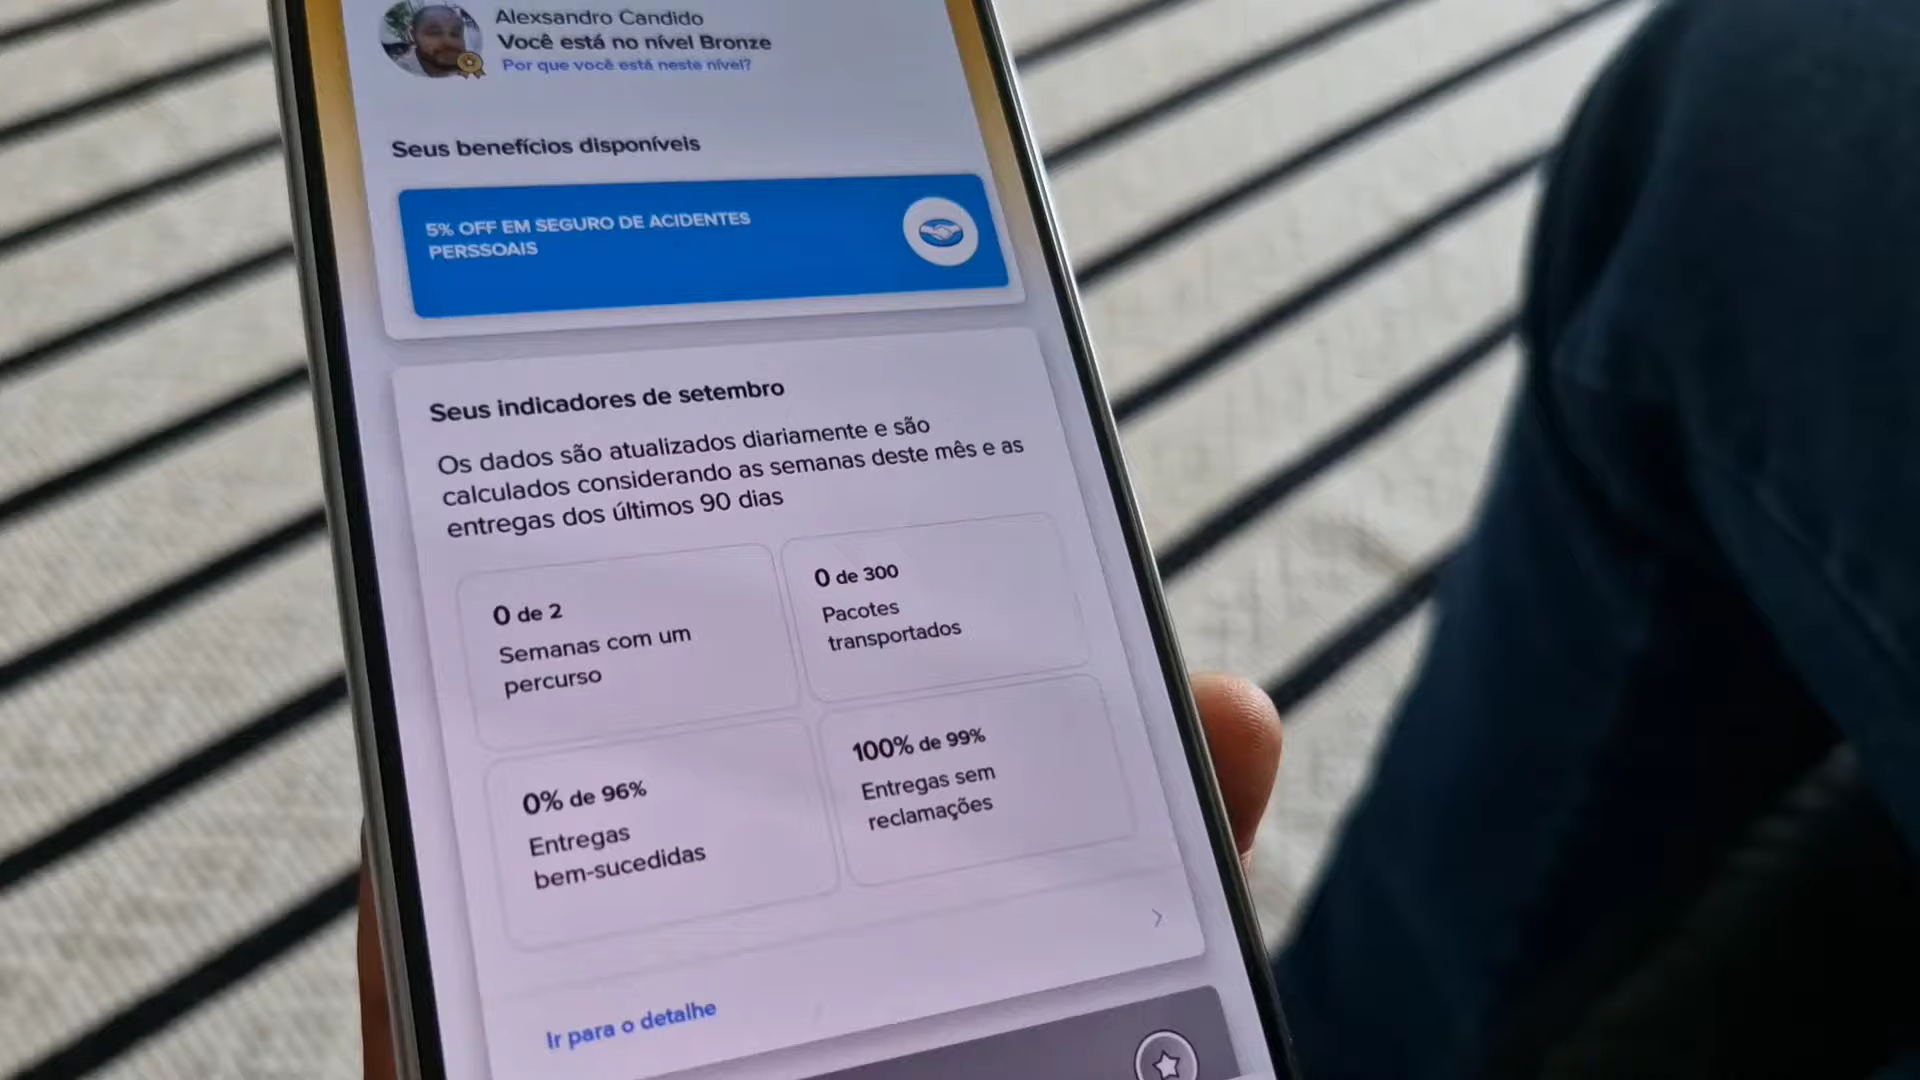 Alexsandro Candido
Você está no nível Bronze
Por que você está neste nível?
Seus benefícios disponíveis
5% OFF EM SEGURO DE ACIDENTES
PERSSOAIS
Seus indicadores de setembro
Os dados são atualizados diariamente e são
calculados considerando as semanas deste mês e as
entregas dos últimos 90 dias
0 de 2
Semanas com um
percurso
0 de 300
Pacotes
transportados
0% de 96%
Entregas
bem-sucedidas
100% de 99%
Entregas sem
reclamações
Ir para o detalhe